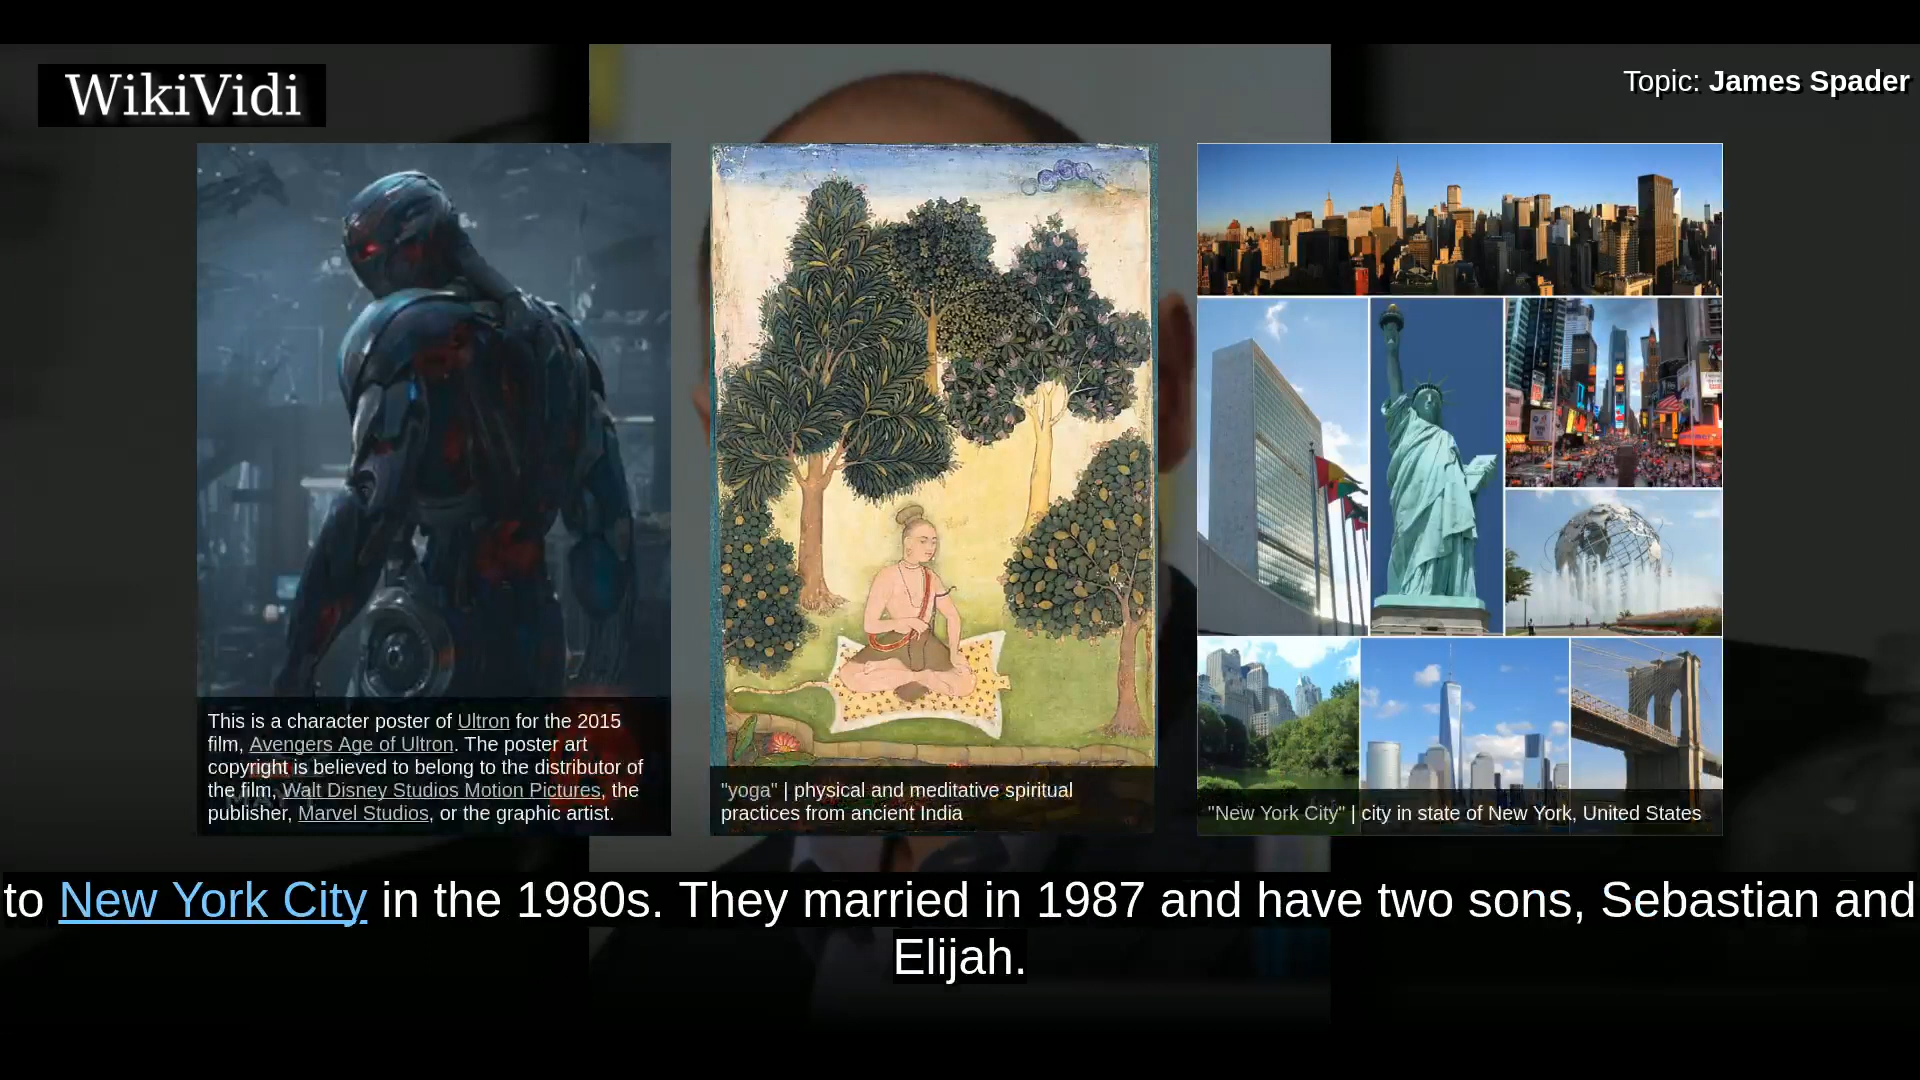 WikiVidi
Topic: James Spader
This is a character poster of Ultron for the 2015
film, Avengers Age of Ultron. The poster art
copyright is believed to belong to the distributor of
the film, Walt Disney Studios Motion Pictures, the
publisher, Marvel Studios, or the graphic artist.
"yoga" | physical and meditative spiritual
practices from ancient India
"New York City" | city in state of New York, United States
to New York City in the 1980s. They married in 1987 and have two sons, Sebastian and
Elijah.